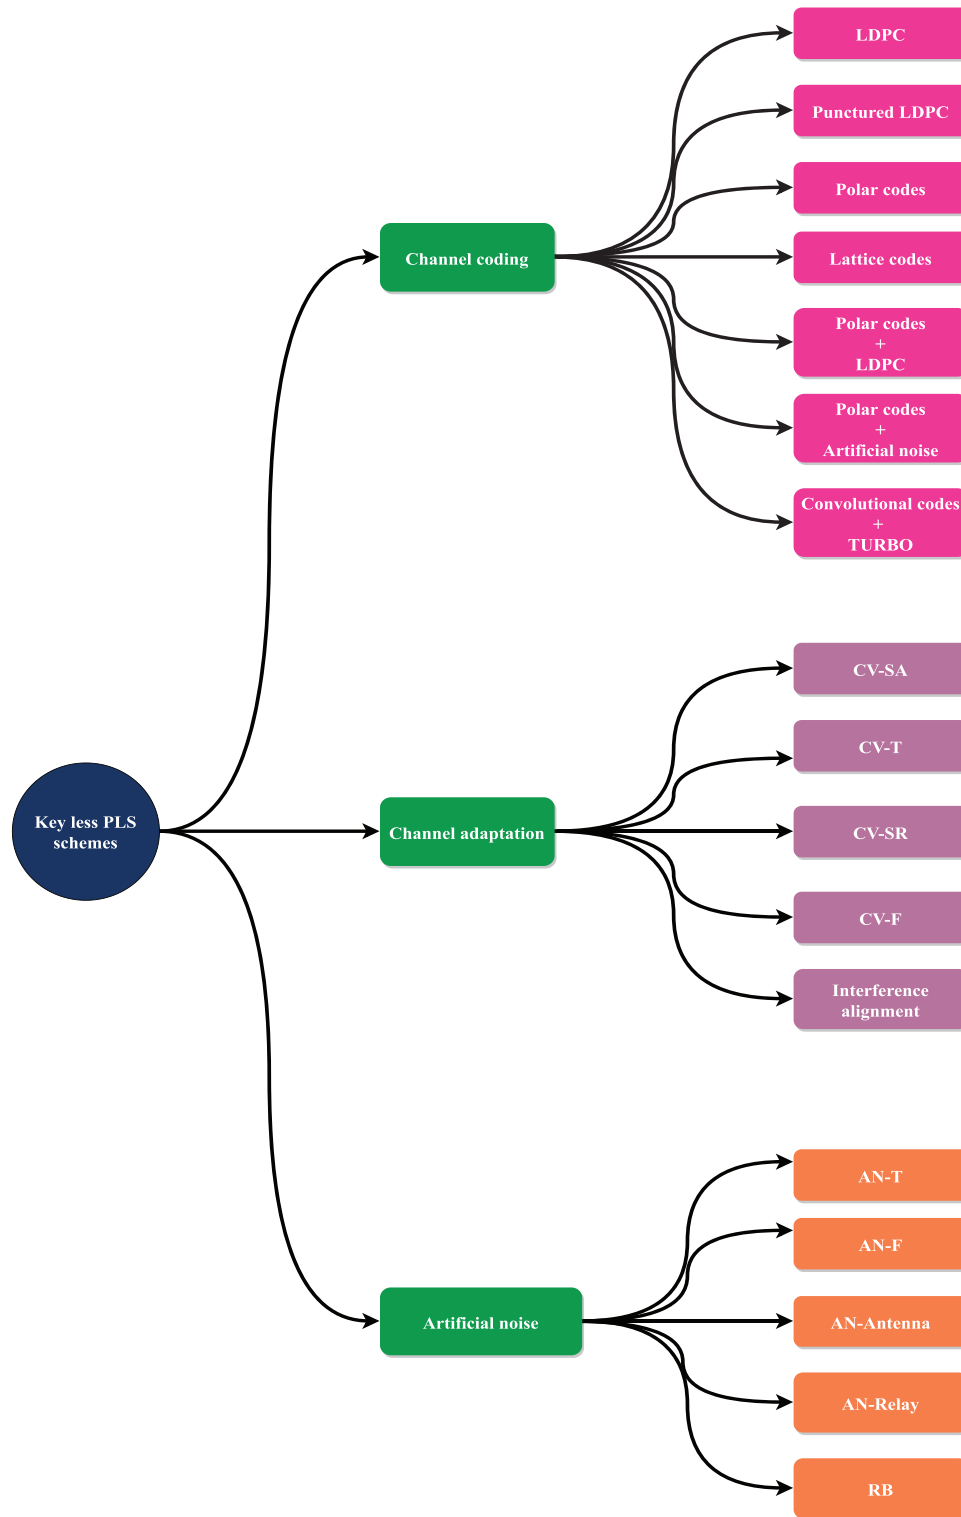 LDPC
Punctured LDPC
Polar codes
Channel coding
Lattice codes
Polar codes
+
LDPC
Polar codes
+
Artificial noise
Convolutional codes
+
TURBO
CV-SA
CV-T
Key less PLS
schemes
Channel adaptation
CV-SR
CV-F
Interference
alignment
AN-T
AN-F
Artificial noise
AN-Antenna
AN-Relay
RB